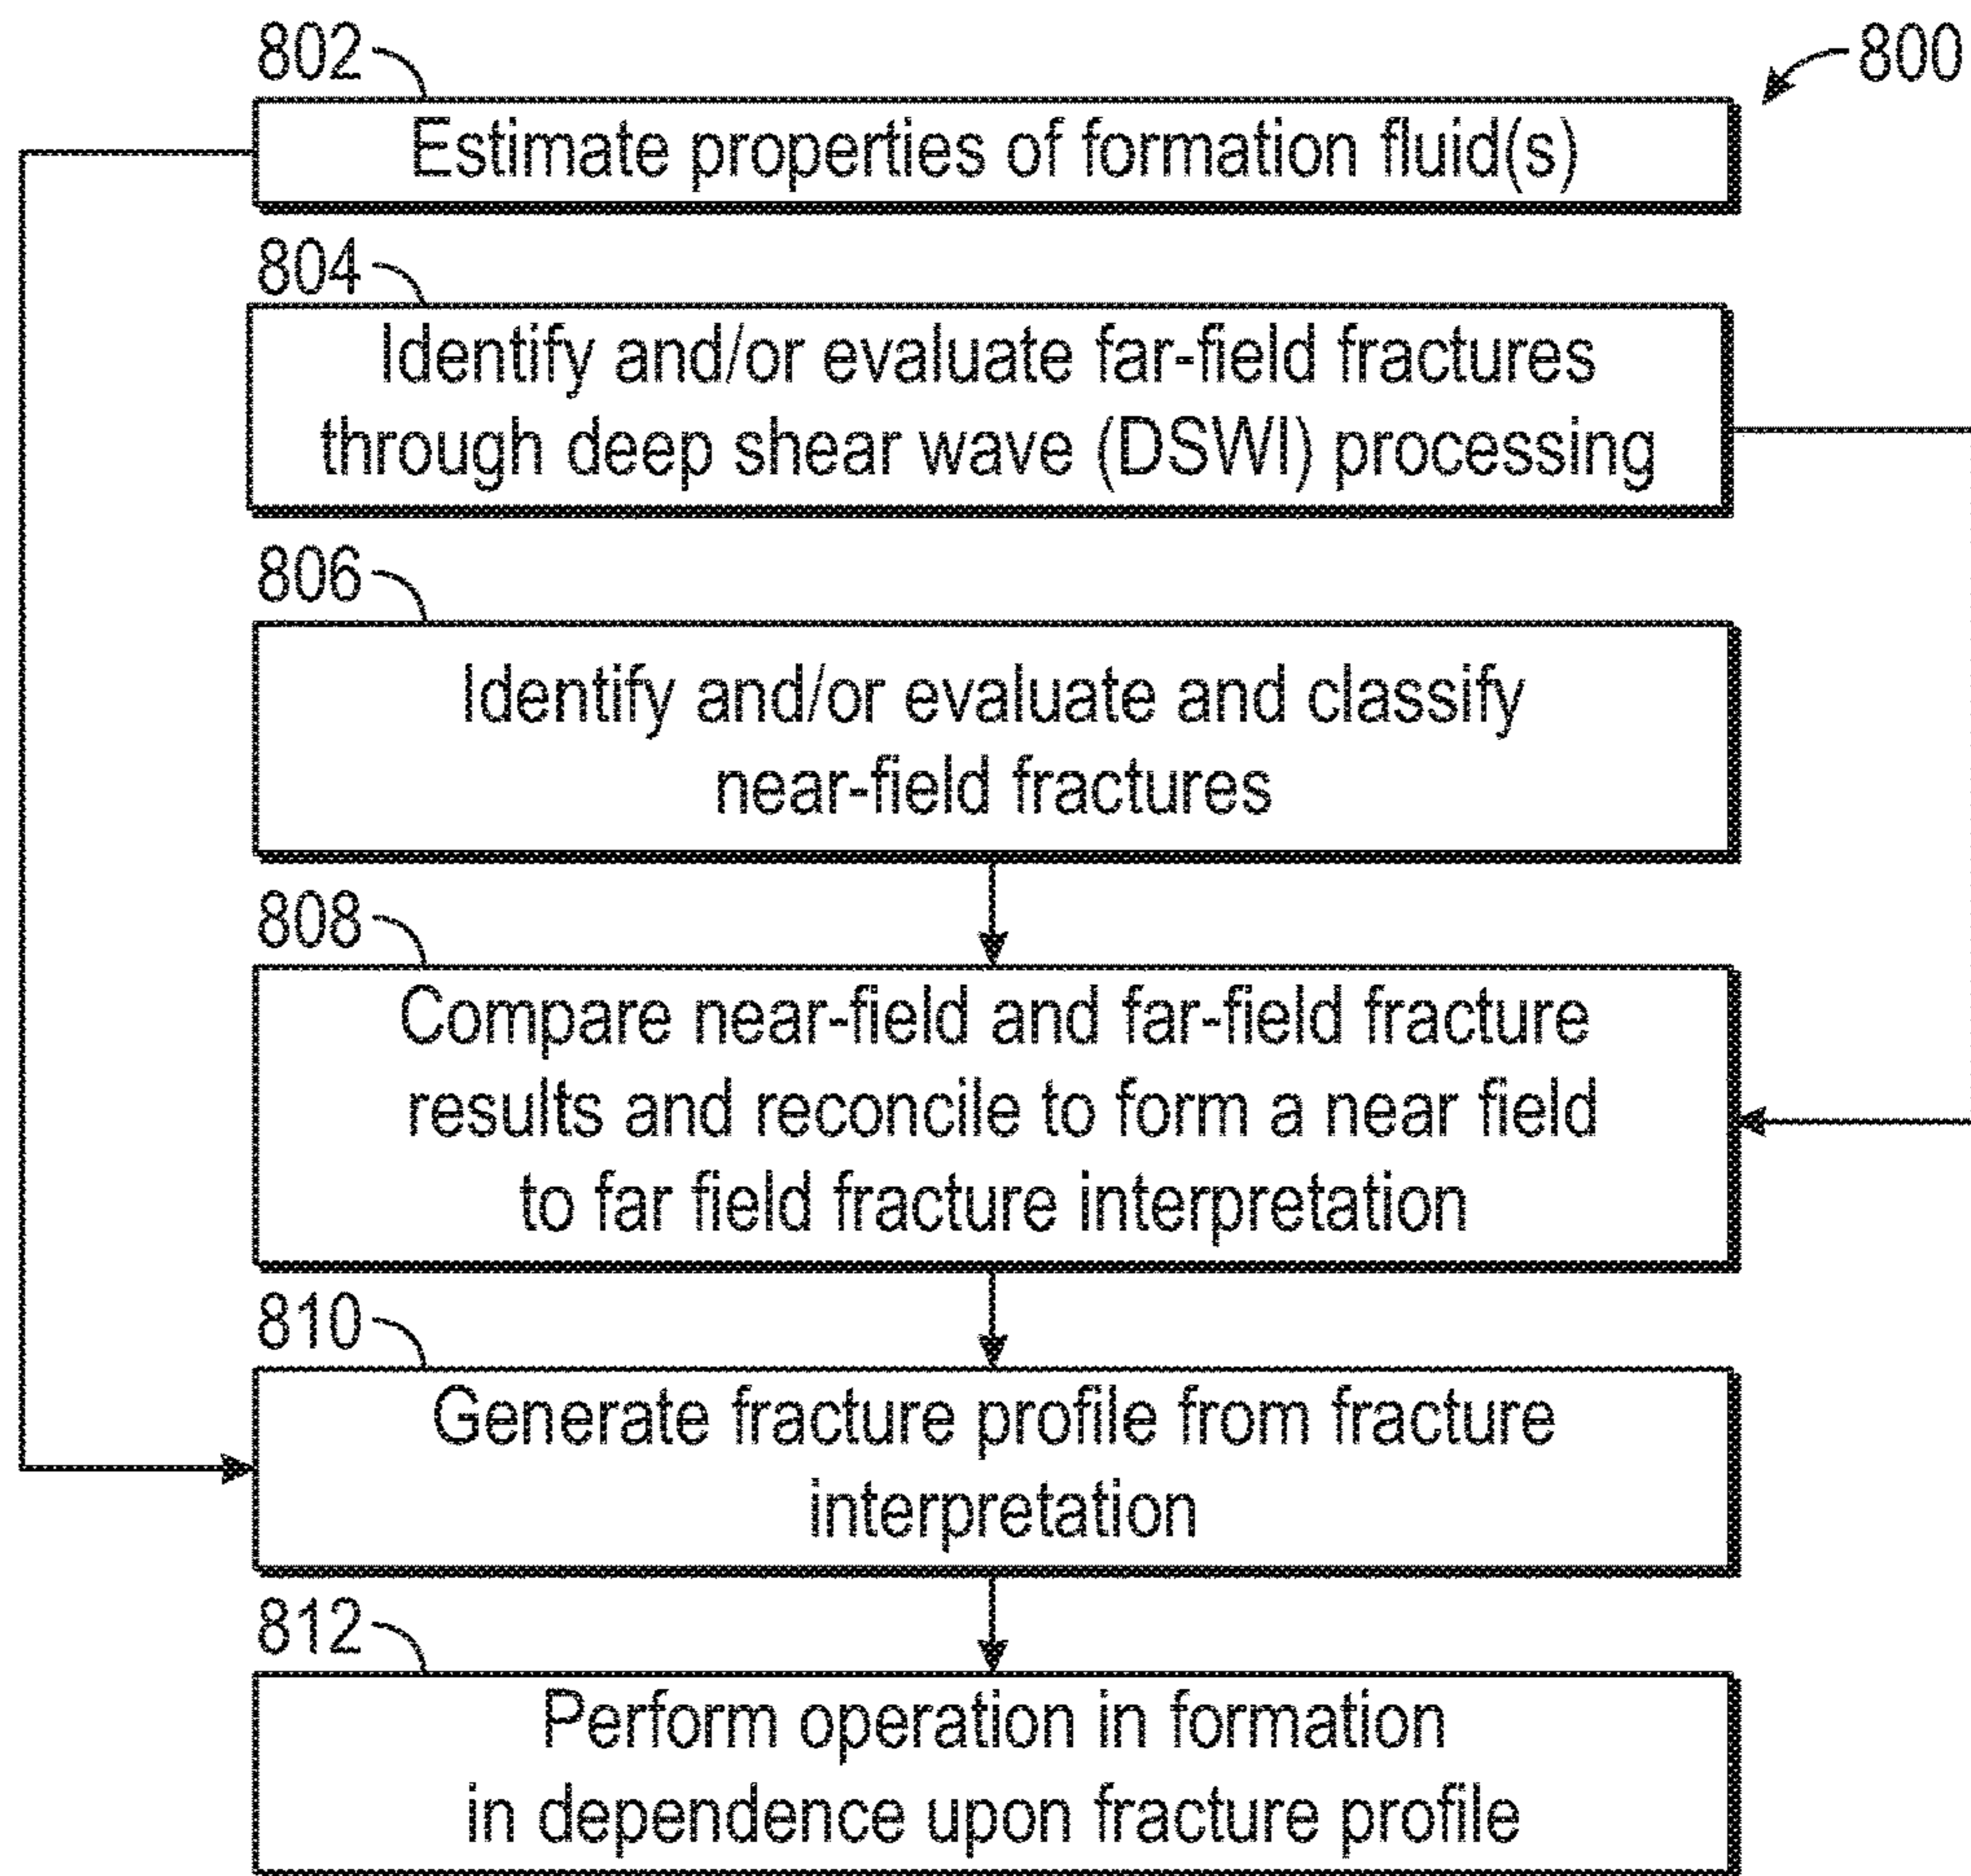 802
800
Estimate properties of formation fluid(s)
804
Identify and/or evaluate far-field fractures
through deep shear wave (DSWI) processing
806
Identify and/or evaluate and classify
near-field fractures
808
Compare near-field and far-field fracture
results and reconcile to form a near field
to far field fracture interpretation
810
Generate fracture profile from fracture
interpretation
812
Perform operation in formation
in dependence upon fracture profile